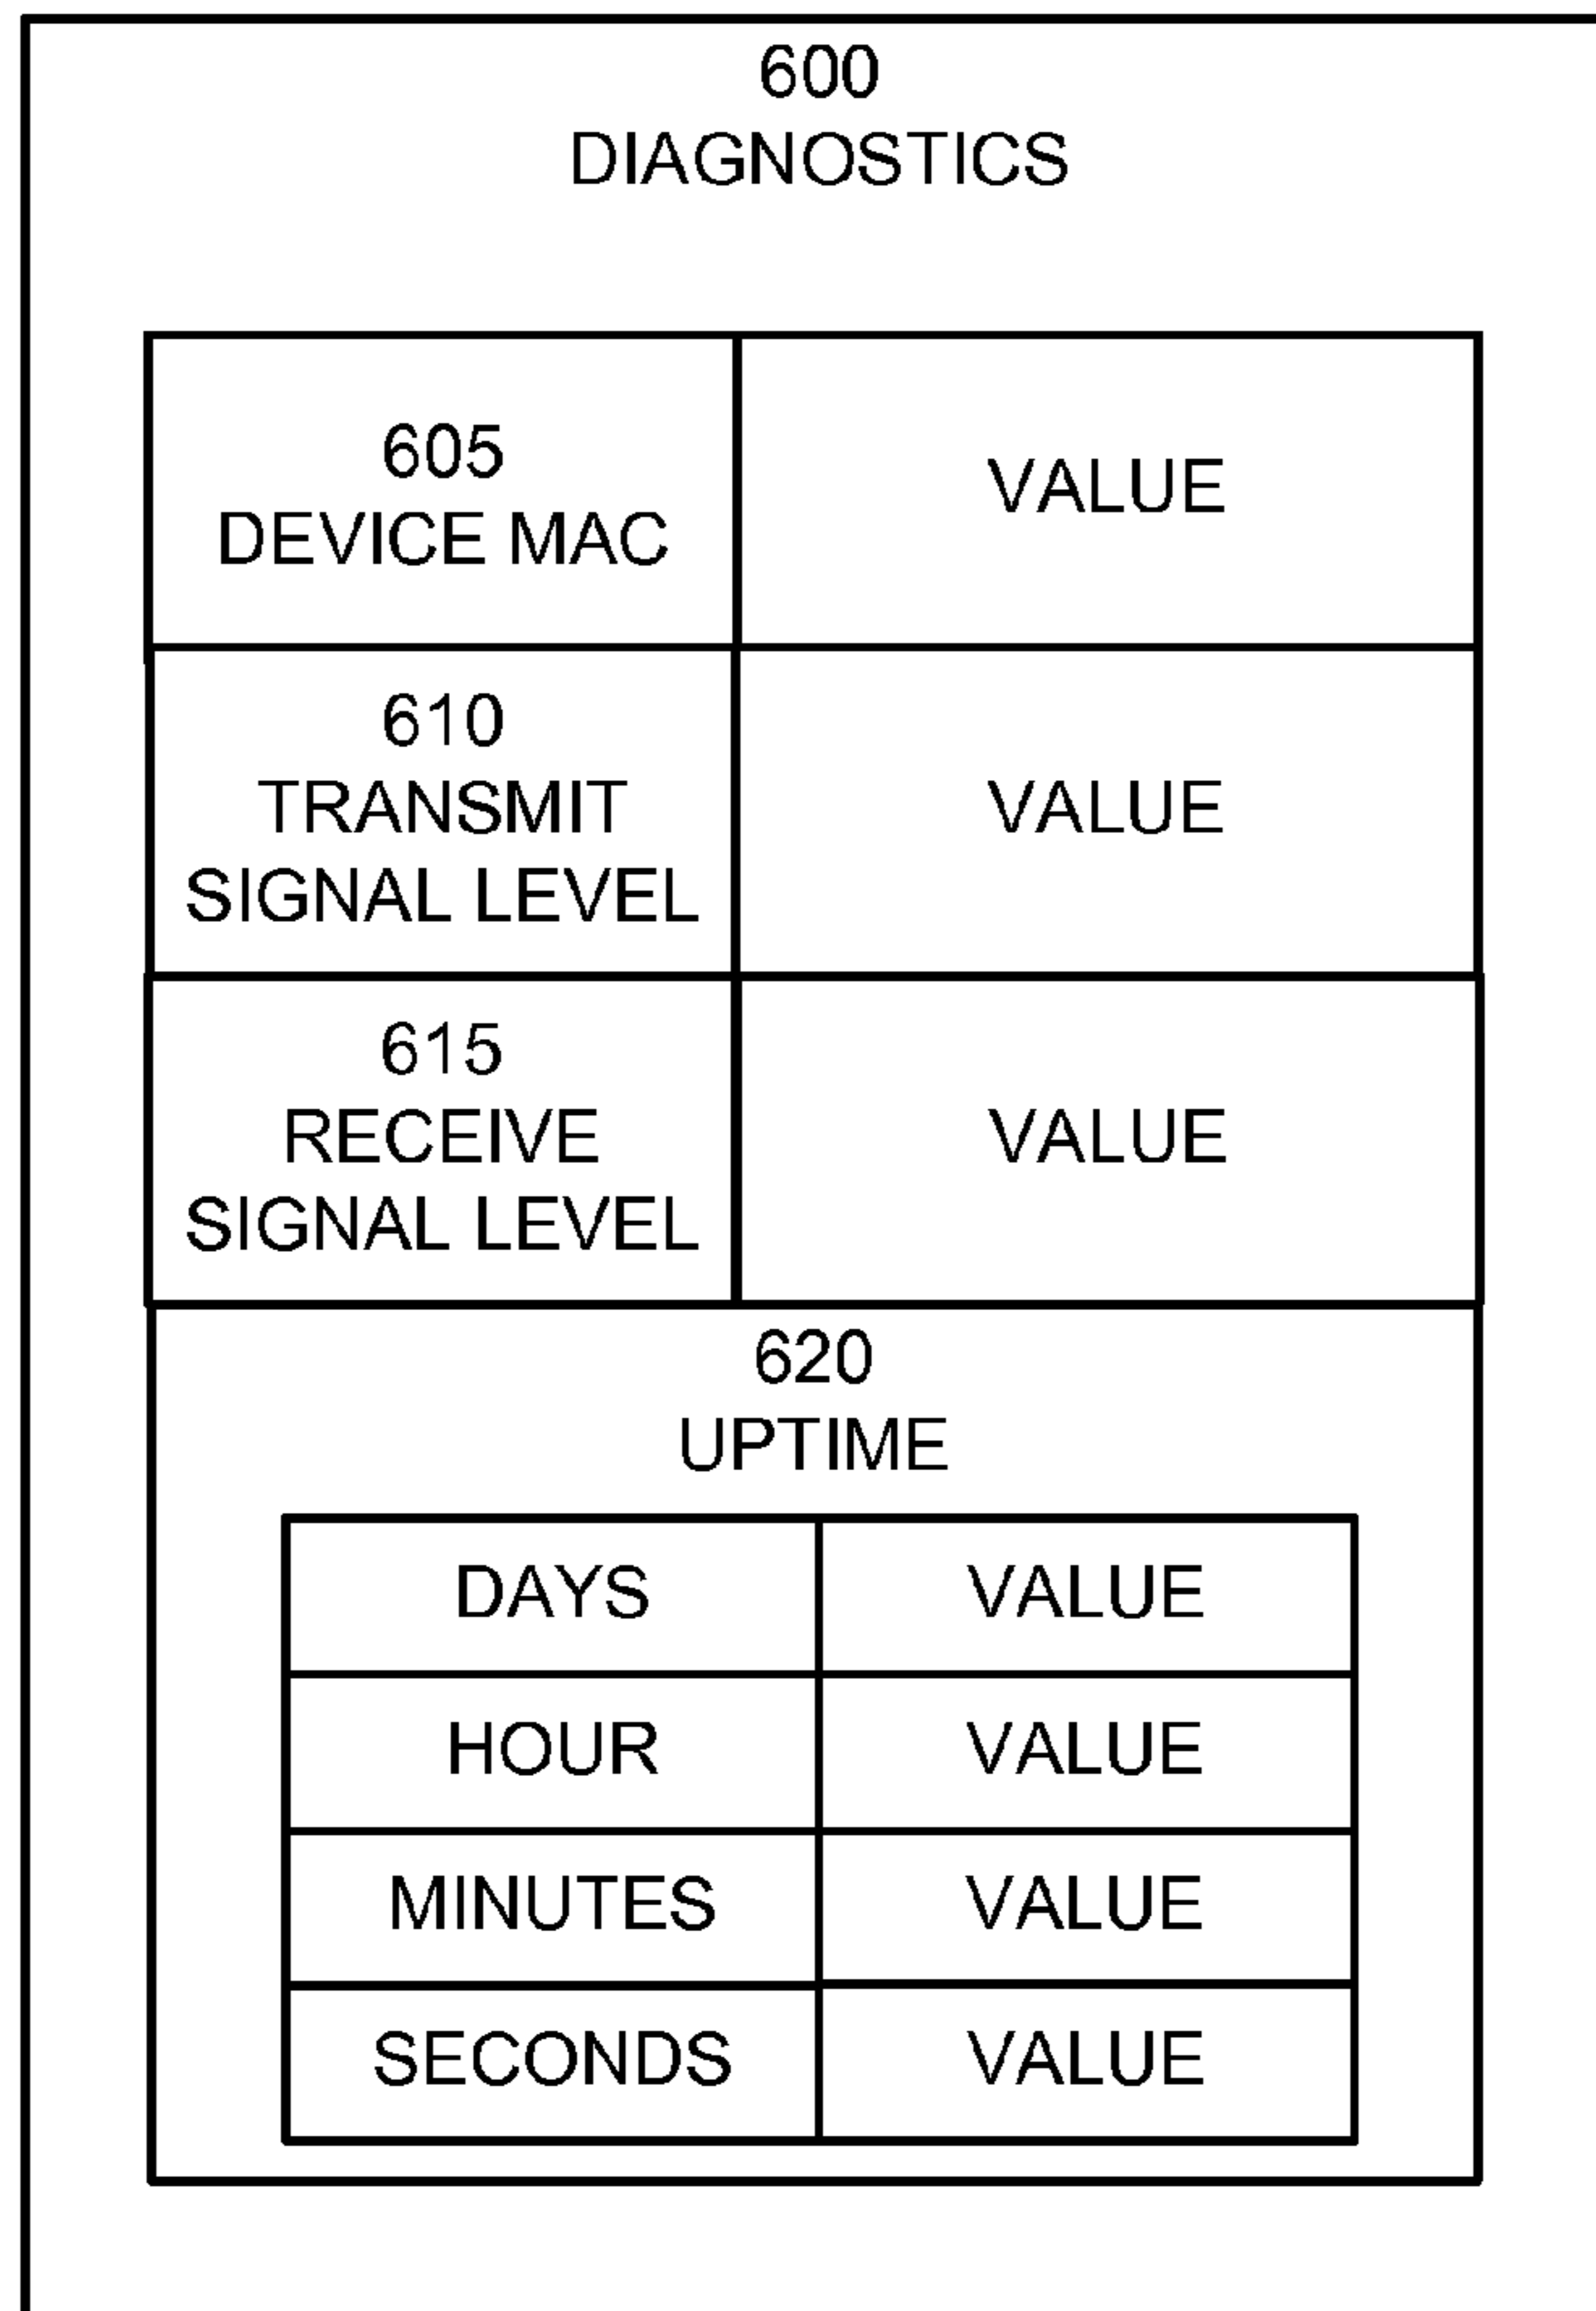 600
DIAGNOSTICS
605
DEVICE MAC
VALUE
610
TRANSMIT
SIGNAL LEVEL
VALUE
615
RECEIVE
SIGNAL LEVEL
VALUE
620
UPTIME
DAYS
VALUE
HOUR
VALUE
MINUTES
VALUE
SECONDS
VALUE